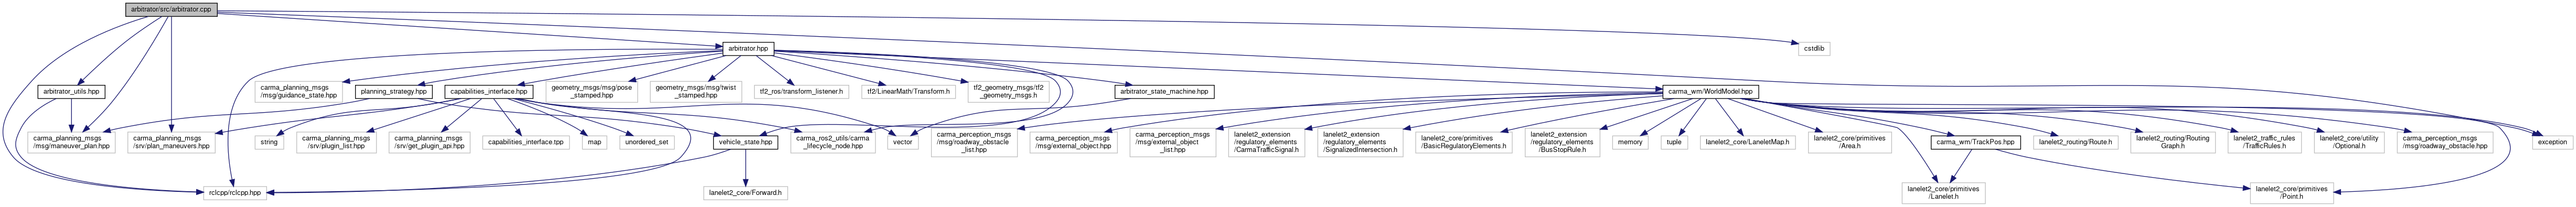 arbitrator/src/arbitrator.cpp
arbitrator.hpp
cstdlib
arbitrator_utils.hpp
carma_planning_msgs
/msg/guidance_state.hpp
planning_strategy.hpp
capabilities_interface.hpp
geometry_msgs/msg/pose
_stamped.hpp
geometry_msgs/msg/twist
_stamped.hpp
tf2_ros/transform_listener.h
tf2/LinearMath/Transform.h
tf2_geometry_msgs/tf2
_geometry_msgs.h
arbitrator_state_machine.hpp
carma_wm/WorldModel.hpp
carma_planning_msgs
/msg/maneuver_plan.hpp
carma_planning_msgs
/srv/plan_maneuvers.hpp
string
carma_planning_msgs
/srv/plugin_list.hpp
carma_planning_msgs
/srv/get_plugin_api.hpp
capabilities_interface.tpp
map
unordered_set
vehicle_state.hpp
carma_ros2_utils/carma
_lifecycle_node.hpp
vector
carma_perception_msgs
/msg/roadway_obstacle
_list.hpp
carma_perception_msgs
/msg/external_object.hpp
carma_perception_msgs
/msg/external_object
_list.hpp
lanelet2_extension
/regulatory_elements
/CarmaTrafficSignal.h
lanelet2_extension
/regulatory_elements
/SignalizedIntersection.h
lanelet2_core/primitives
/BasicRegulatoryElements.h
lanelet2_extension
/regulatory_elements
/BusStopRule.h
memory
tuple
lanelet2_core/LaneletMap.h
lanelet2_core/primitives
/Area.h
carma_wm/TrackPos.hpp
lanelet2_routing/Route.h
lanelet2_routing/Routing
Graph.h
lanelet2_traffic_rules
/TrafficRules.h
lanelet2_core/utility
/Optional.h
carma_perception_msgs
/msg/roadway_obstacle.hpp
exception
rclcpp/rclcpp.hpp
lanelet2_core/Forward.h
lanelet2_core/primitives
/Lanelet.h
lanelet2_core/primitives
/Point.h